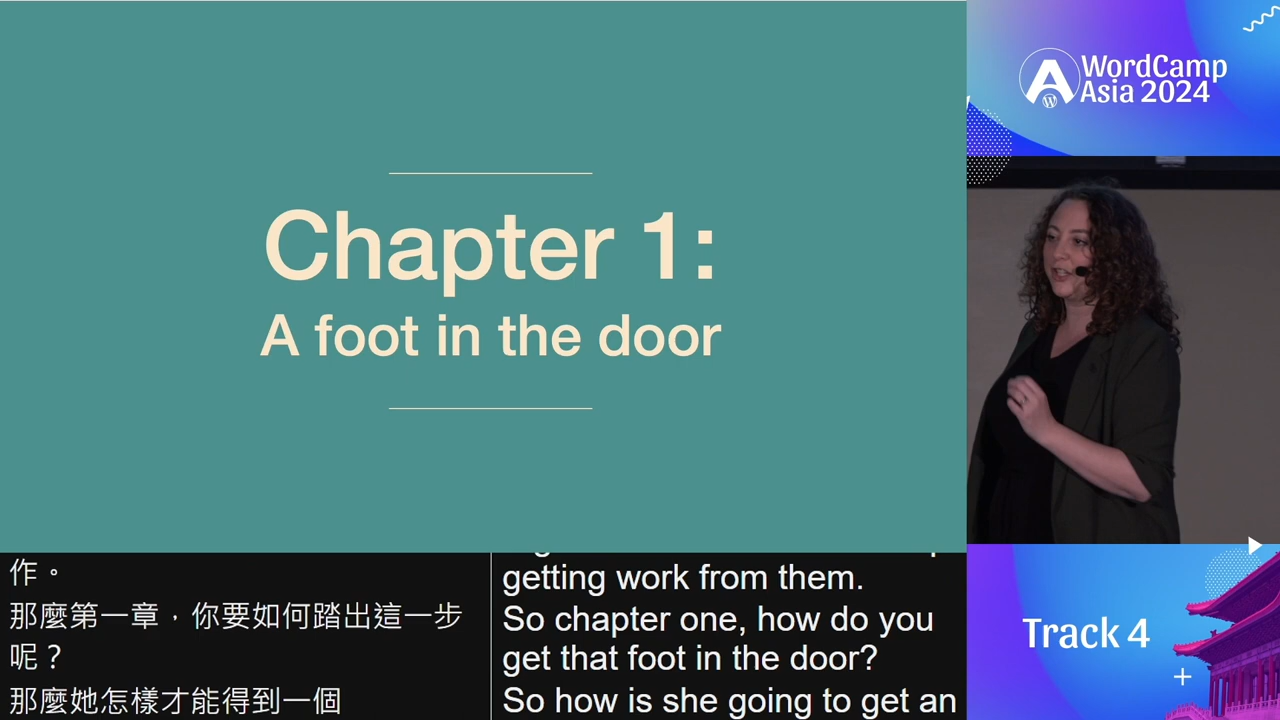 Chapter 1:
A foot in the door
WordCamp
Asia 2024
作。
那麼第一章，你要如何踏出這一步
呢？
那麼她怎樣才能得到一個
getting work from them.
So chapter one, how do you
get that foot in the door?
So how is she going to get an
Track 4